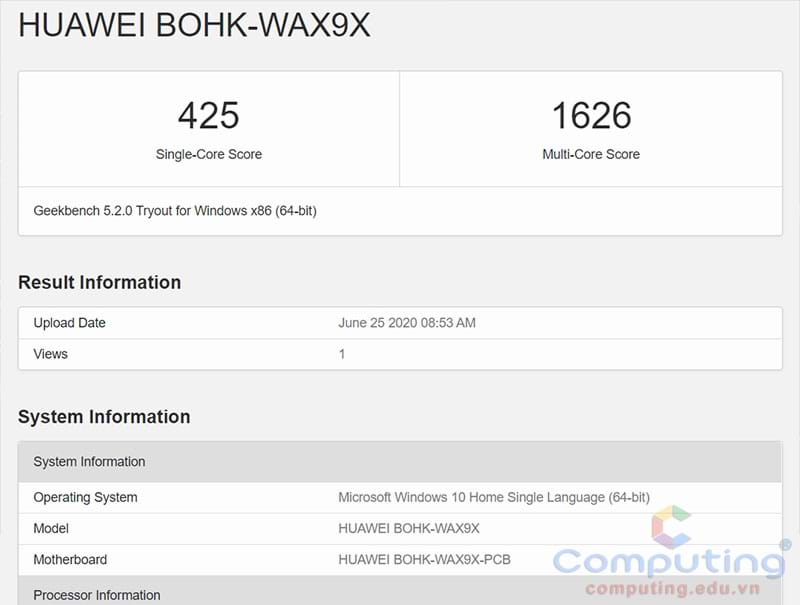 HUAWEI BOHK-WAX9X
425
Single-Core Score
1626
Multi-Core Score
Geekbench 5.2.0 Tryout for Windows x86 (64-bit)
Result Information
Upload Date June 25 2020 08:53 AM
Views 1
System Information
System Information
Operating System Microsoft Windows 10 Home Single Language (64-bit)
Model HUAWEI BOHK-WAX9X
Motherboard HUAWEI BOHK-WAX9X-PCB
Computing®
computing.edu.vn
Processor Information